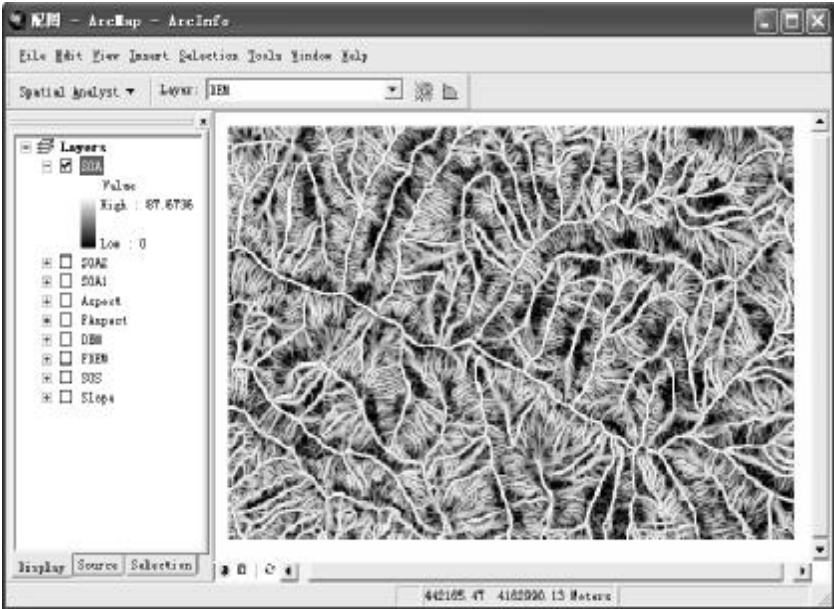 配图 - ArcMap - ArcInfo
File Edit View Insert Selection Tools Window Help
Spatial Analyst Layer: DEM
Layers
SOA
Value
High : 87.6736
Low : 0
SOA2
SOA1
Aspect
FAspect
DEM
FDEM
SOS
Slope
Display Source Selection
442165.47 4162990.13 Meters